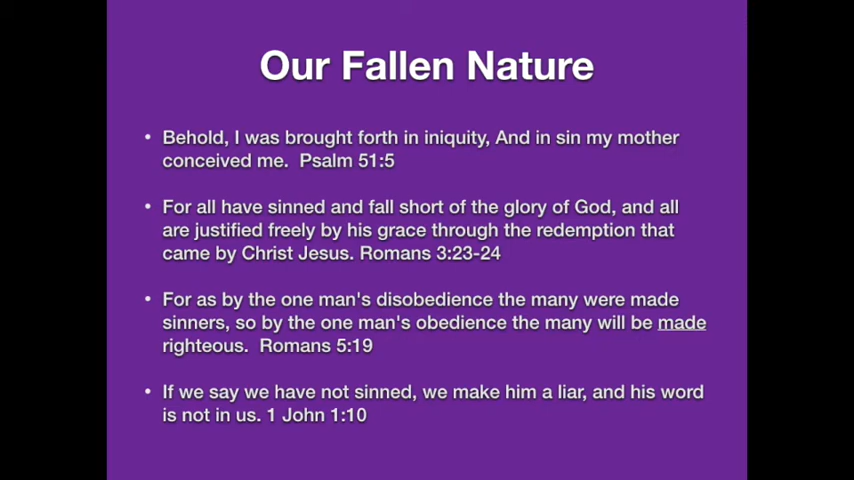 Our Fallen Nature
• Behold, I was brought forth in iniquity, And in sin my mother
conceived me.  Psalm 51:5
• For all have sinned and fall short of the glory of God, and all
are justified freely by his grace through the redemption that
came by Christ Jesus. Romans 3:23-24
• For as by the one man's disobedience the many were made
sinners, so by the one man's obedience the many will be made
righteous.  Romans 5:19
• If we say we have not sinned, we make him a liar, and his word
is not in us. 1 John 1:10